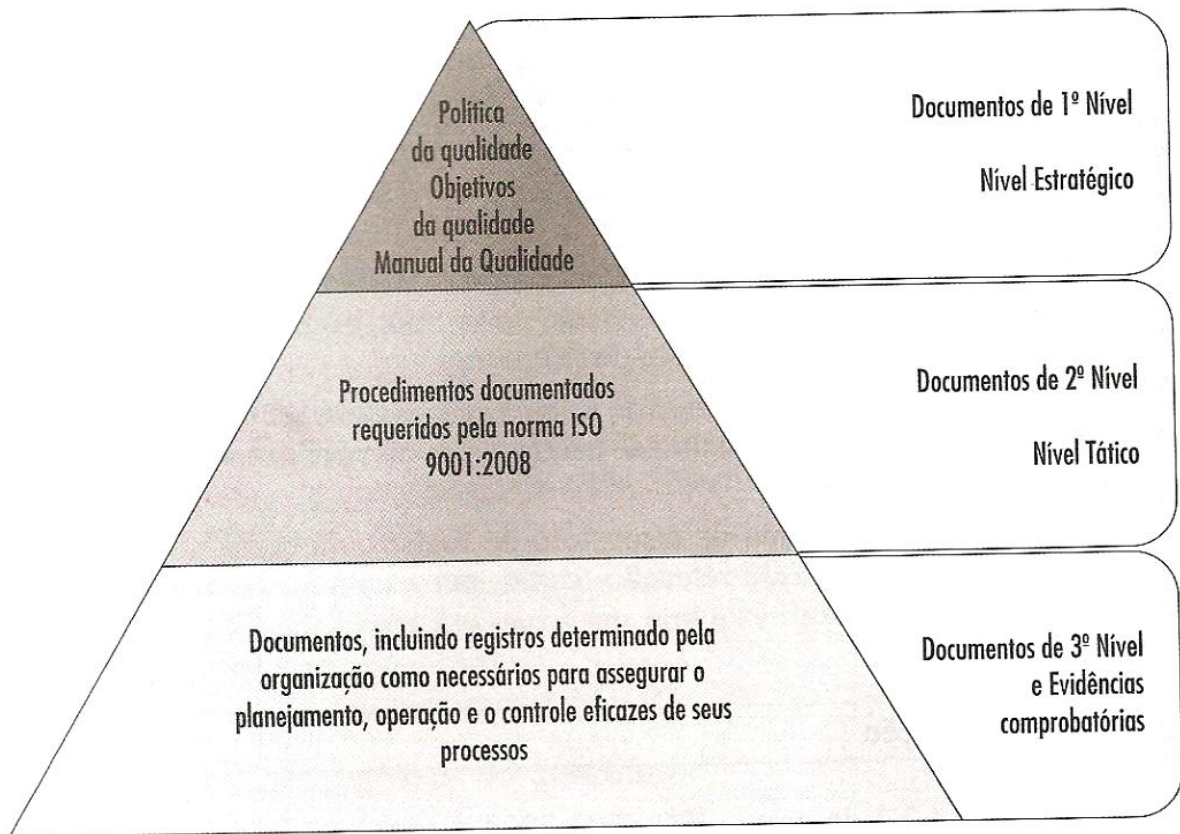 Política
da qualidade
Objetivos
da qualidade
Manual da Qualidade
Documentos de 1º Nível
Nível Estratégico
Procedimentos documentados
requeridos pela norma ISO
9001:2008
Documentos de 2º Nível
Nível Tático
Documentos, incluindo registros determinado pela
organização como necessários para assegurar o
planejamento, operação e o controle eficazes de seus
processos
Documentos de 3º Nível
e Evidências
comprobatórias